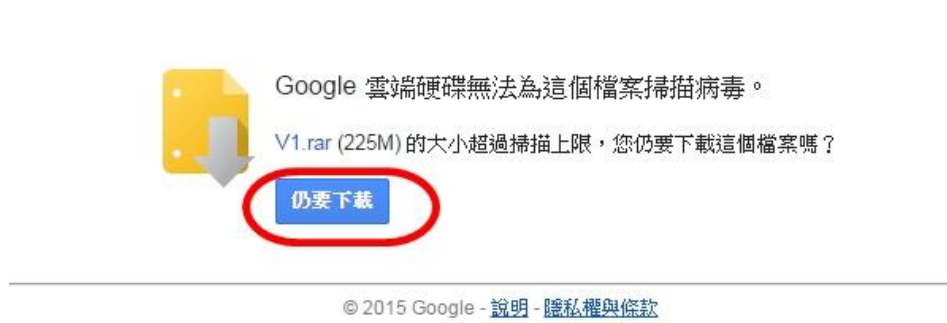 Google 雲端硬碟無法為這個檔案掃描病毒。
V1.rar (225M) 的大小超過掃描上限，您仍要下載這個檔案嗎？
仍要下載
© 2015 Google - 說明 - 隱私權與條款